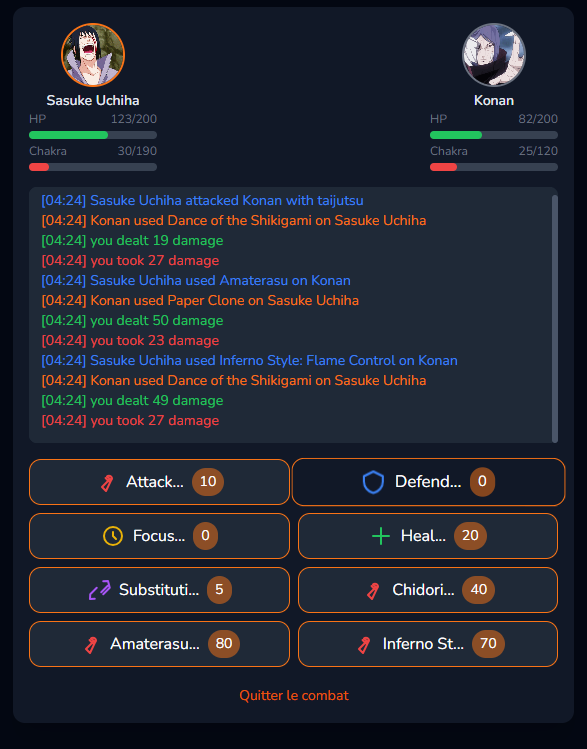 Sasuke Uchiha Konan
HP 123/200 HP 82/200
Chakra 30/190 Chakra 25/120
[04:24] Sasuke Uchiha attacked Konan with taijutsu
[04:24] Konan used Dance of the Shikigami on Sasuke Uchiha
[04:24] you dealt 19 damage
[04:24] you took 27 damage
[04:24] Sasuke Uchiha used Amaterasu on Konan
[04:24] Konan used Paper Clone on Sasuke Uchiha
[04:24] you dealt 50 damage
[04:24] you took 23 damage
[04:24] Sasuke Uchiha used Inferno Style: Flame Control on Konan
[04:24] Konan used Dance of the Shikigami on Sasuke Uchiha
[04:24] you dealt 49 damage
[04:24] you took 27 damage
Attack... 10 Defend... 0
Focus... 0 Heal... 20
Substituti... 5 Chidori... 40
Amaterasu... 80 Inferno St... 70
Quitter le combat